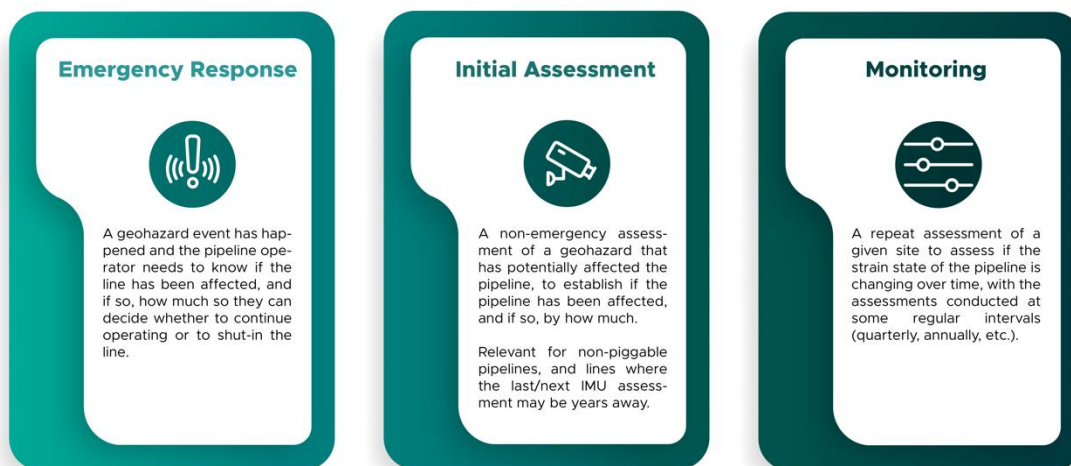 Emergency Response
A geohazard event has hap-
pened and the pipeline ope-
rator needs to know if the
line has been affected, and
if so, how much so they can
decide whether to continue
operating or to shut-in the
line.
Initial Assessment
A non-emergency assess-
ment of a geohazard that
has potentially affected the
pipeline, to establish if the
pipeline has been affected,
and if so, by how much.
Relevant for non-piggable
pipelines, and lines where
the last/next IMU assess-
ment may be years away.
Monitoring
A repeat assessment of a
given site to assess if the
strain state of the pipeline is
changing over time, with the
assessments conducted at
some regular intervals
(quarterly, annually, etc.).